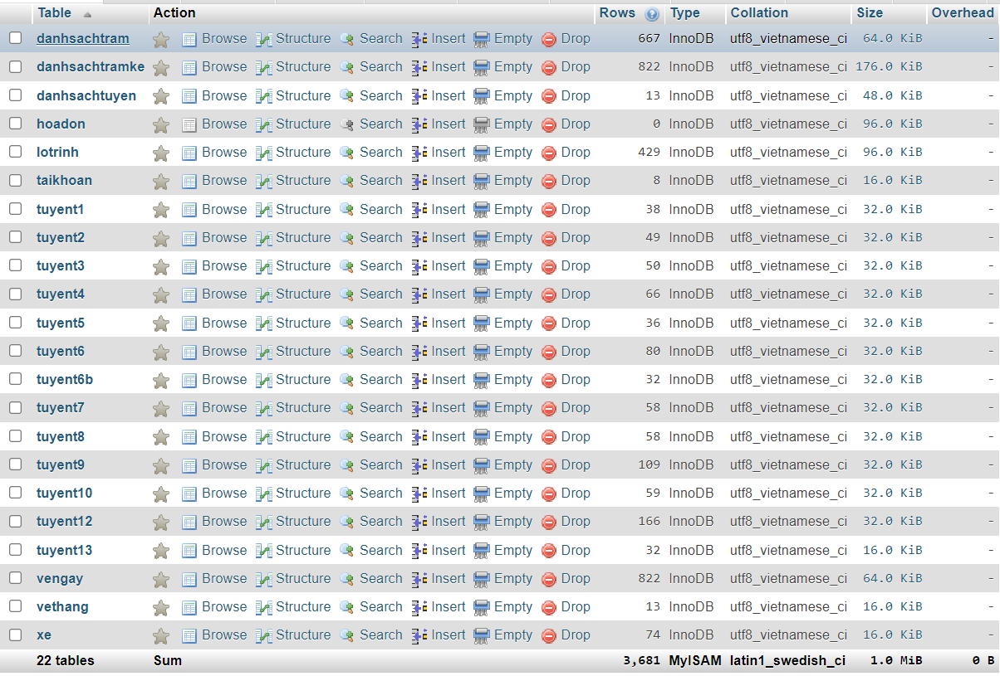 Table Action Rows Type Collation Size Overhead
danhsachtram Browse Structure Search Insert Empty Drop 667 InnoDB utf8_vietnamese_ci 64.0 KiB -
danhsachtramke Browse Structure Search Insert Empty Drop 822 InnoDB utf8_vietnamese_ci 176.0 KiB -
danhsachtuyen Browse Structure Search Insert Empty Drop 13 InnoDB utf8_vietnamese_ci 48.0 KiB -
hoadon Browse Structure Search Insert Empty Drop 0 InnoDB utf8_vietnamese_ci 96.0 KiB -
lotrinh Browse Structure Search Insert Empty Drop 429 InnoDB utf8_vietnamese_ci 96.0 KiB -
taikhoan Browse Structure Search Insert Empty Drop 8 InnoDB utf8_vietnamese_ci 16.0 KiB -
tuyent1 Browse Structure Search Insert Empty Drop 38 InnoDB utf8_vietnamese_ci 32.0 KiB -
tuyent2 Browse Structure Search Insert Empty Drop 49 InnoDB utf8_vietnamese_ci 32.0 KiB -
tuyent3 Browse Structure Search Insert Empty Drop 50 InnoDB utf8_vietnamese_ci 32.0 KiB -
tuyent4 Browse Structure Search Insert Empty Drop 66 InnoDB utf8_vietnamese_ci 32.0 KiB -
tuyent5 Browse Structure Search Insert Empty Drop 36 InnoDB utf8_vietnamese_ci 32.0 KiB -
tuyent6 Browse Structure Search Insert Empty Drop 80 InnoDB utf8_vietnamese_ci 32.0 KiB -
tuyent6b Browse Structure Search Insert Empty Drop 32 InnoDB utf8_vietnamese_ci 32.0 KiB -
tuyent7 Browse Structure Search Insert Empty Drop 58 InnoDB utf8_vietnamese_ci 32.0 KiB -
tuyent8 Browse Structure Search Insert Empty Drop 58 InnoDB utf8_vietnamese_ci 32.0 KiB -
tuyent9 Browse Structure Search Insert Empty Drop 109 InnoDB utf8_vietnamese_ci 32.0 KiB -
tuyent10 Browse Structure Search Insert Empty Drop 59 InnoDB utf8_vietnamese_ci 32.0 KiB -
tuyent12 Browse Structure Search Insert Empty Drop 166 InnoDB utf8_vietnamese_ci 32.0 KiB -
tuyent13 Browse Structure Search Insert Empty Drop 32 InnoDB utf8_vietnamese_ci 16.0 KiB -
vengay Browse Structure Search Insert Empty Drop 822 InnoDB utf8_vietnamese_ci 64.0 KiB -
vethang Browse Structure Search Insert Empty Drop 13 InnoDB utf8_vietnamese_ci 16.0 KiB -
xe Browse Structure Search Insert Empty Drop 74 InnoDB utf8_vietnamese_ci 16.0 KiB -
22 tables Sum 3,681 MyISAM latin1_swedish_ci 1.0 MiB 0 B